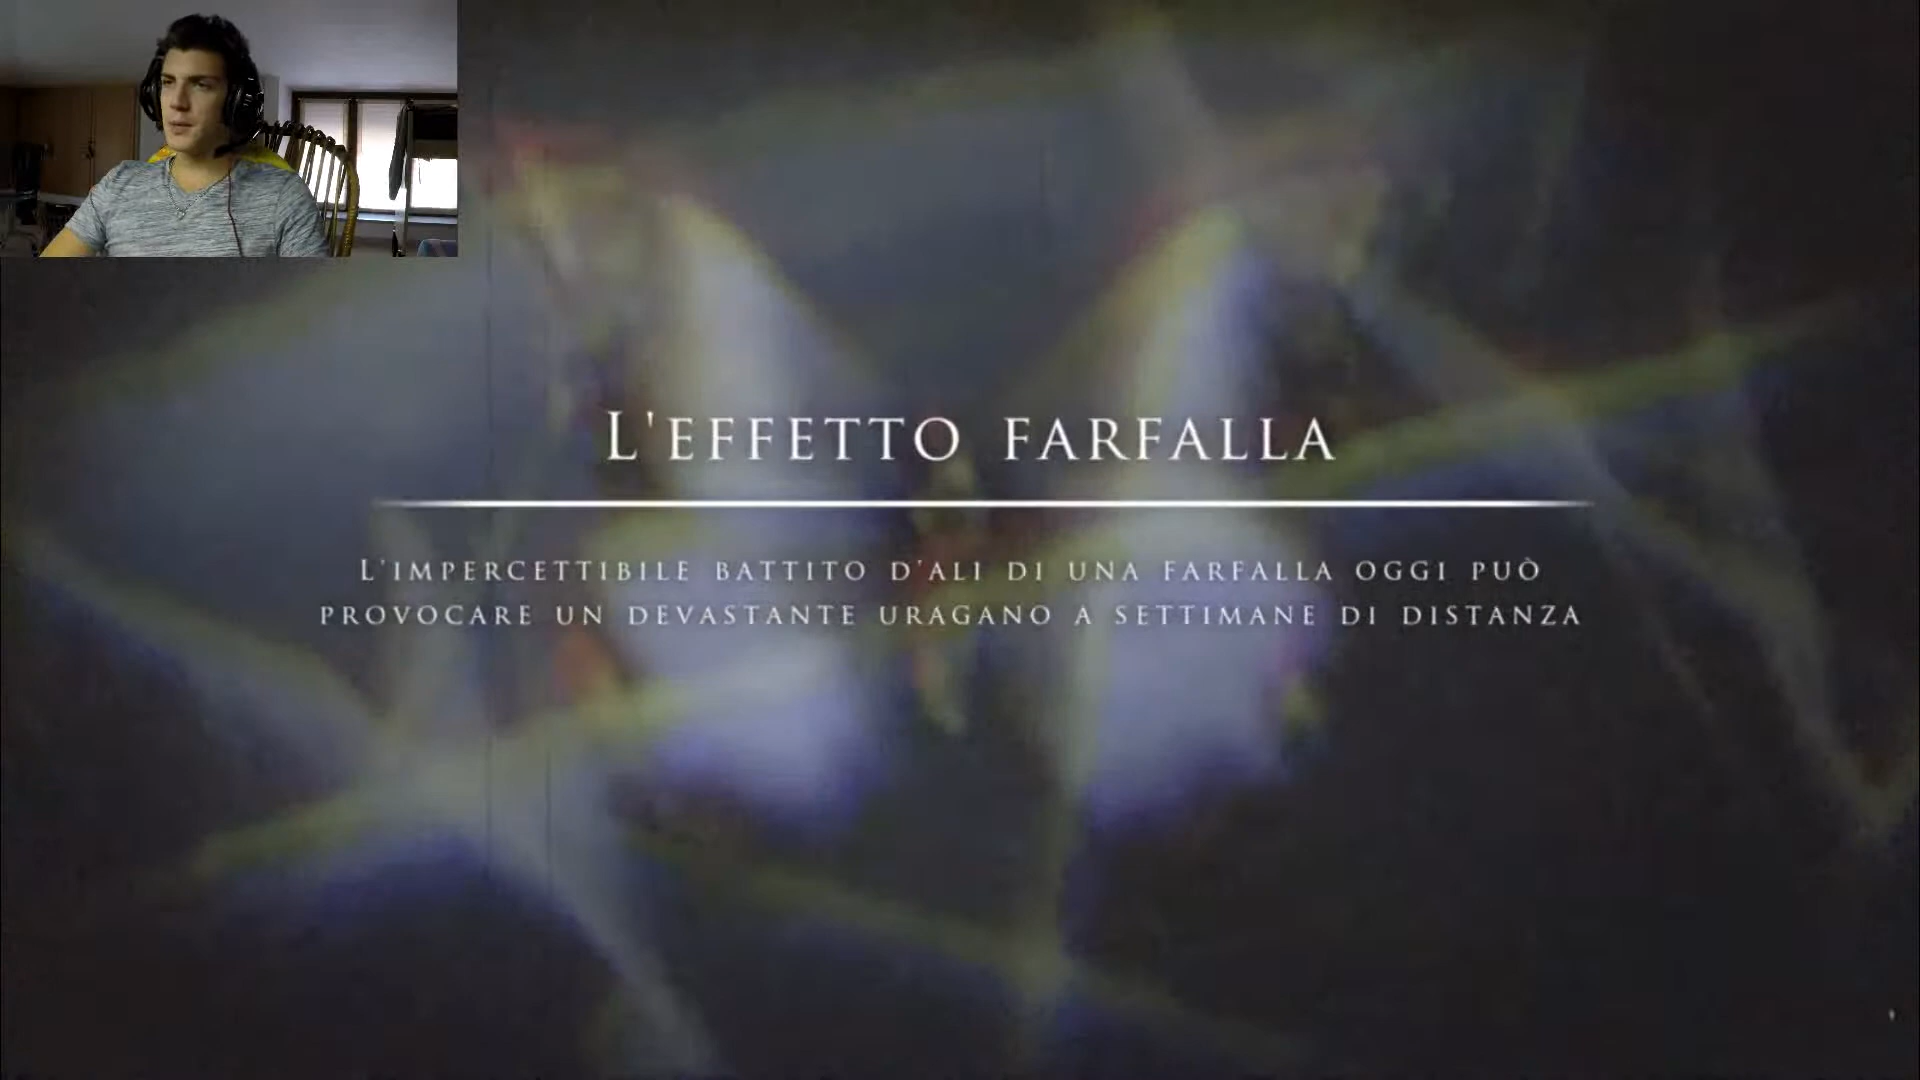 L'EFFETTO FARFALLA
L'IMPERCETTIBILE BATTITO D'ALI DI UNA FARFALLA OGGI PUÒ
PROVOCARE UN DEVASTANTE URAGANO A SETTIMANE DI DISTANZA